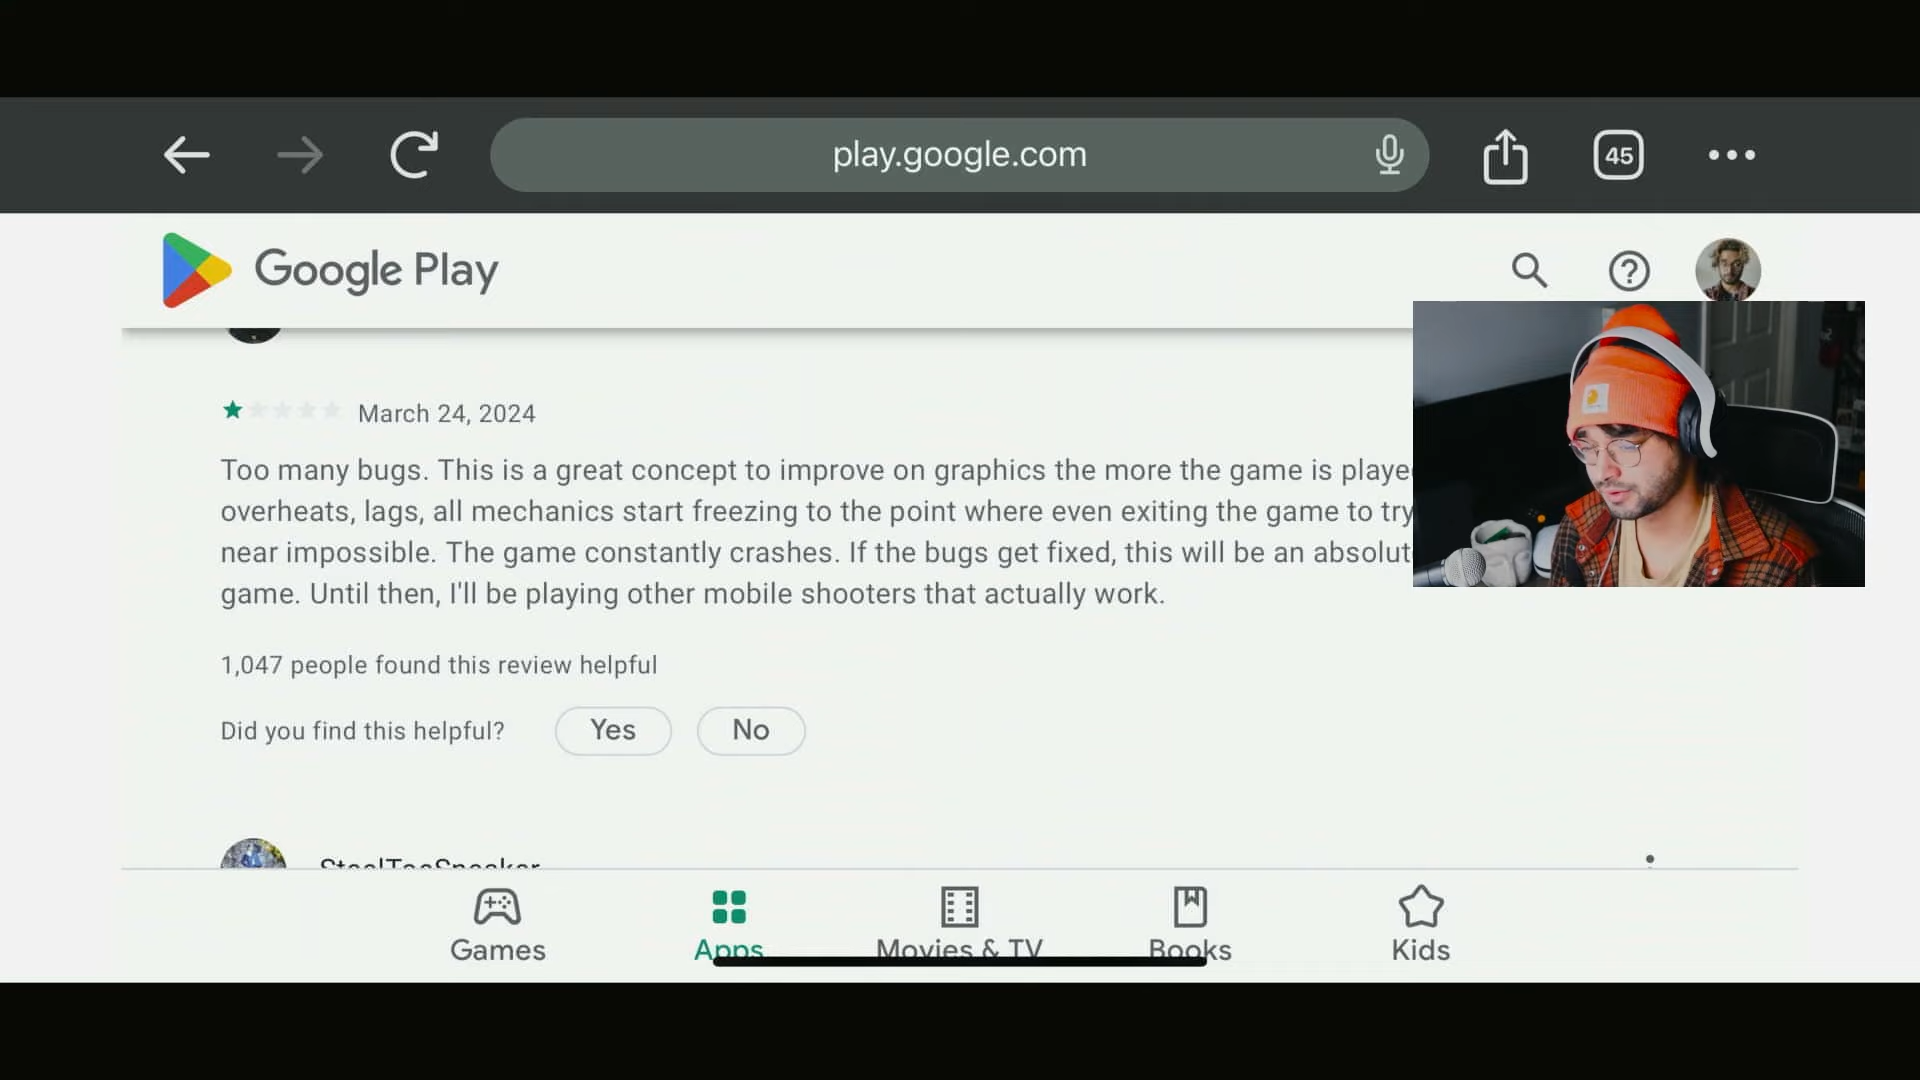 play.google.com
45
Google Play
March 24, 2024
Too many bugs. This is a great concept to improve on graphics the more the game is
overheats, lags, all mechanics start freezing to the point where even exiting the game to try
near impossible. The game constantly crashes. If the bugs get fixed, this will be an
game. Until then, I'll be playing other mobile shooters that actually work.
1,047 people found this review helpful
Did you find this helpful?
Yes
No
Games
Apps
Movies & TV
Books
Kids